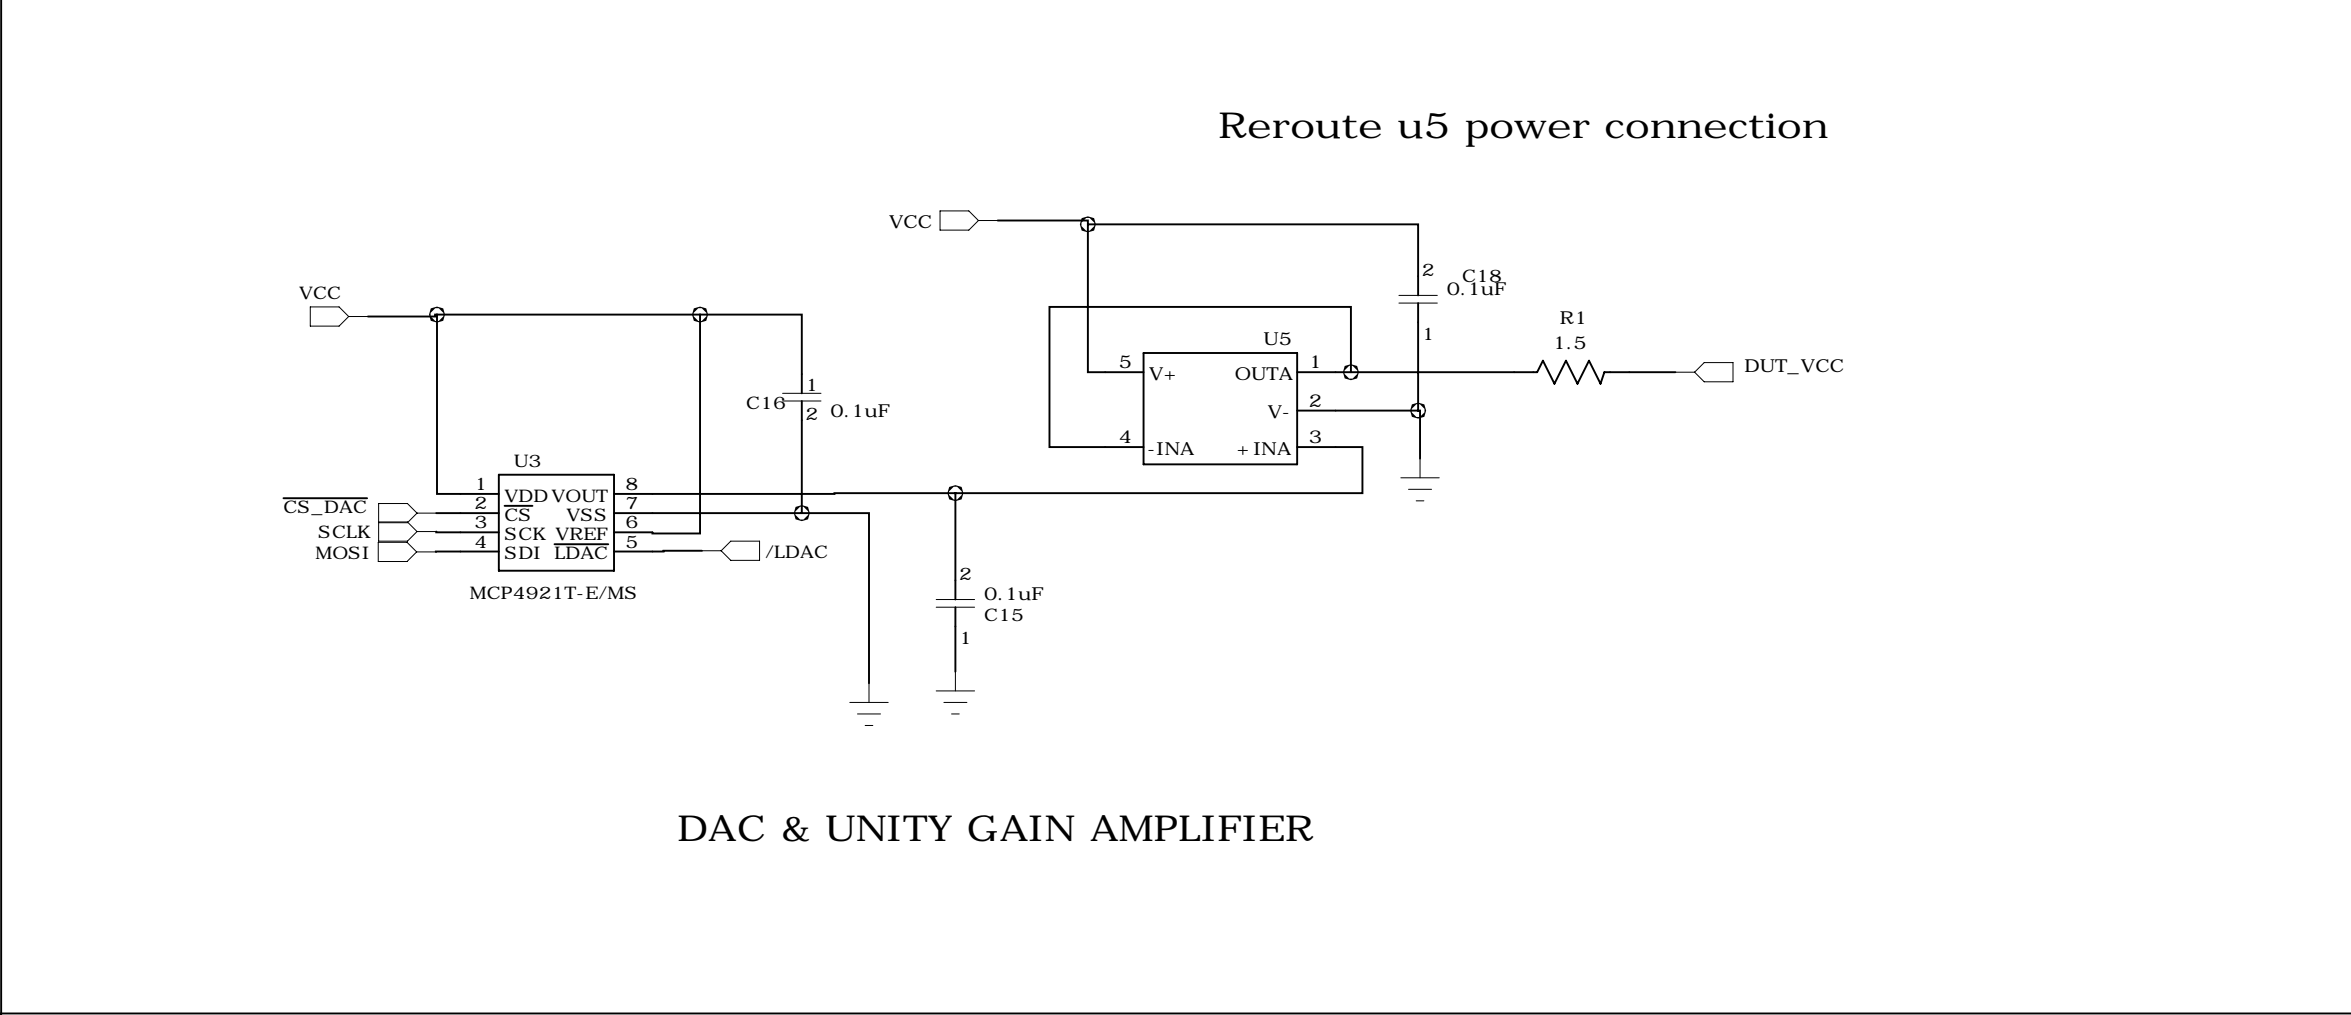 Reroute u5 power connection
VCC
2
C18
0.1uF
VCC
1
R1
1.5
U5
5
V+
OUTA
1
DUT_VCC
1
C16
2
0.1uF
V-
2
4
-INA
+INA
3
U3
1
VDD
VOUT
8
CS_DAC
2
CS
VSS
7
SCLK
3
SCK
VREF
6
MOSI
4
SDI
LDAC
5
/LDAC
MCP4921T-E/MS
2
0.1uF
C15
1
DAC & UNITY GAIN AMPLIFIER